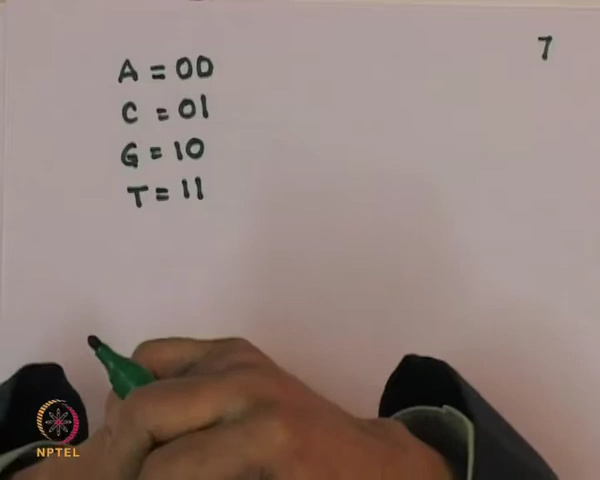 7
A = 00
C = 01
G = 10
T = 11
NPTEL